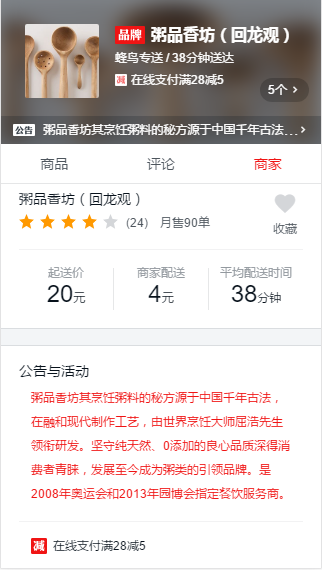 品牌 粥品香坊（回龙观）
蜂鸟专送 / 38分钟送达
减 在线支付满28减5
5个 >
公告 粥品香坊其烹饪粥料的秘方源于中国千年古法... >
商品 评论 商家
粥品香坊（回龙观）
(24) 月售90单
收藏
起送价 商家配送 平均配送时间
20元 4元 38分钟
公告与活动
粥品香坊其烹饪粥料的秘方源于中国千年古法，
在融和现代制作工艺，由世界烹饪大师屈浩先生
领衔研发。坚守纯天然、0添加的良心品质深得消
费者青睐，发展至今成为粥类的引领品牌。是
2008年奥运会和2013年园博会指定餐饮服务商。
减 在线支付满28减5